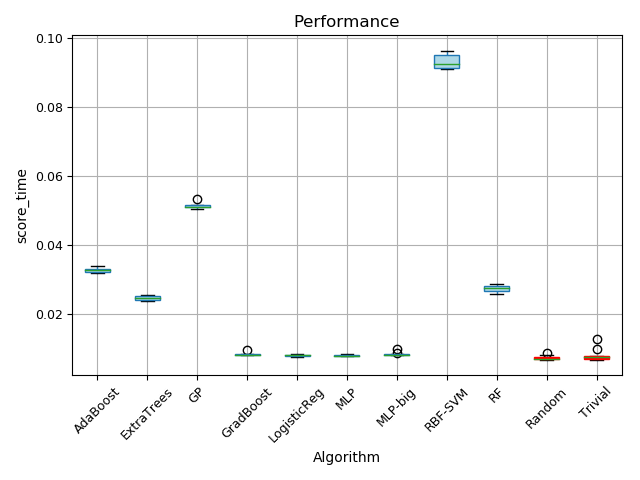 Performance
0.10
0.08
0.06
0.04
0.02
score_time
AdaBoost
ExtraTrees
GP
GradBoost
LogisticReg
MLP
MLP-big
RBF-SVM
RF
Random
Trivial
Algorithm